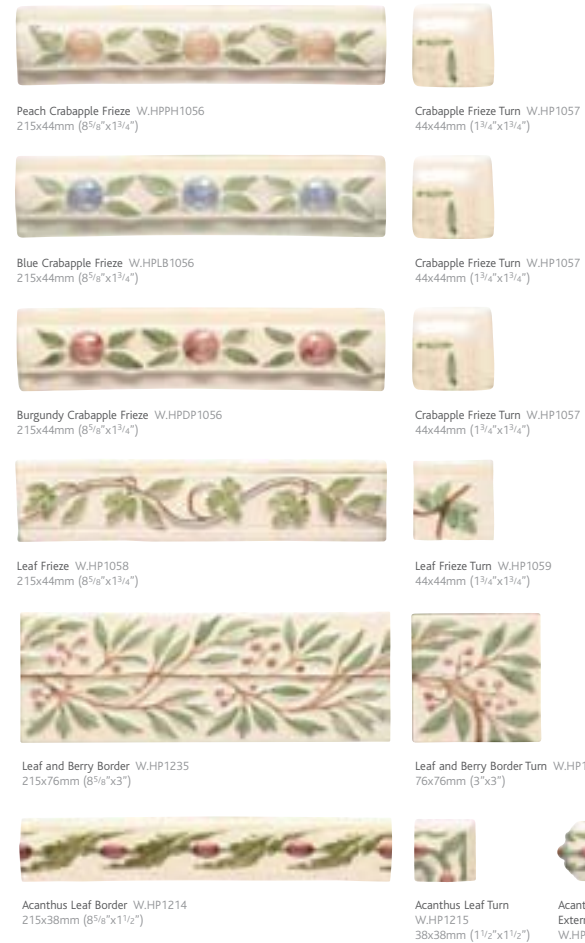 Peach Crabapple Frieze W.HPPH1056
215x44mm (8⁵/₈"x1³/₄")
Crabapple Frieze Turn W.HP1057
44x44mm (1³/₄"x1³/₄")
Blue Crabapple Frieze W.HPLB1056
215x44mm (8⁵/₈"x1³/₄")
Crabapple Frieze Turn W.HP1057
44x44mm (1³/₄"x1³/₄")
Burgundy Crabapple Frieze W.HPDP1056
215x44mm (8⁵/₈"x1³/₄")
Crabapple Frieze Turn W.HP1057
44x44mm (1³/₄"x1³/₄")
Leaf Frieze W.HP1058
215x44mm (8⁵/₈"x1³/₄")
Leaf Frieze Turn W.HP1059
44x44mm (1³/₄"x1³/₄")
Leaf and Berry Border W.HP1235
215x76mm (8⁵/₈"x3")
Leaf and Berry Border Turn W.HP1
76x76mm (3"x3")
Acanthus Leaf Border W.HP1214
215x38mm (8⁵/₈"x1¹/₂")
Acanthus Leaf Turn
W.HP1215
38x38mm (1¹/₂"x1¹/₂")
Acant
Extern
W.HP